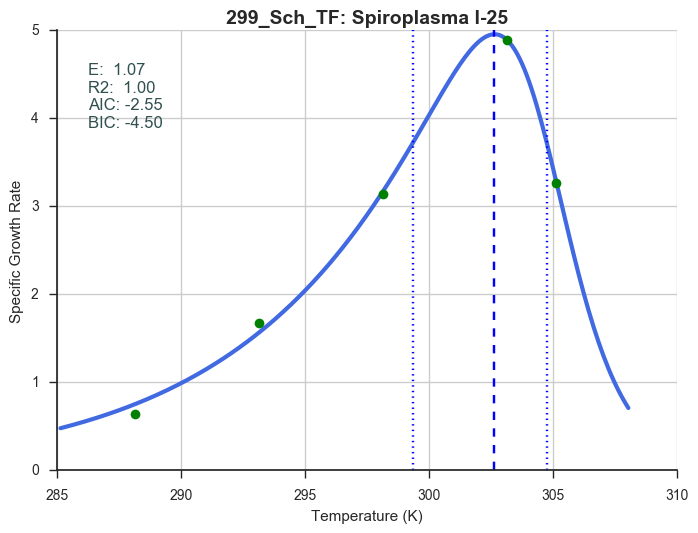 299_Sch_TF: Spiroplasma I-25
E:  1.07
R2:  1.00
AIC: -2.55
BIC: -4.50
Specific Growth Rate
5
4
3
2
1
0
285 290 295 300 305 310
Temperature (K)